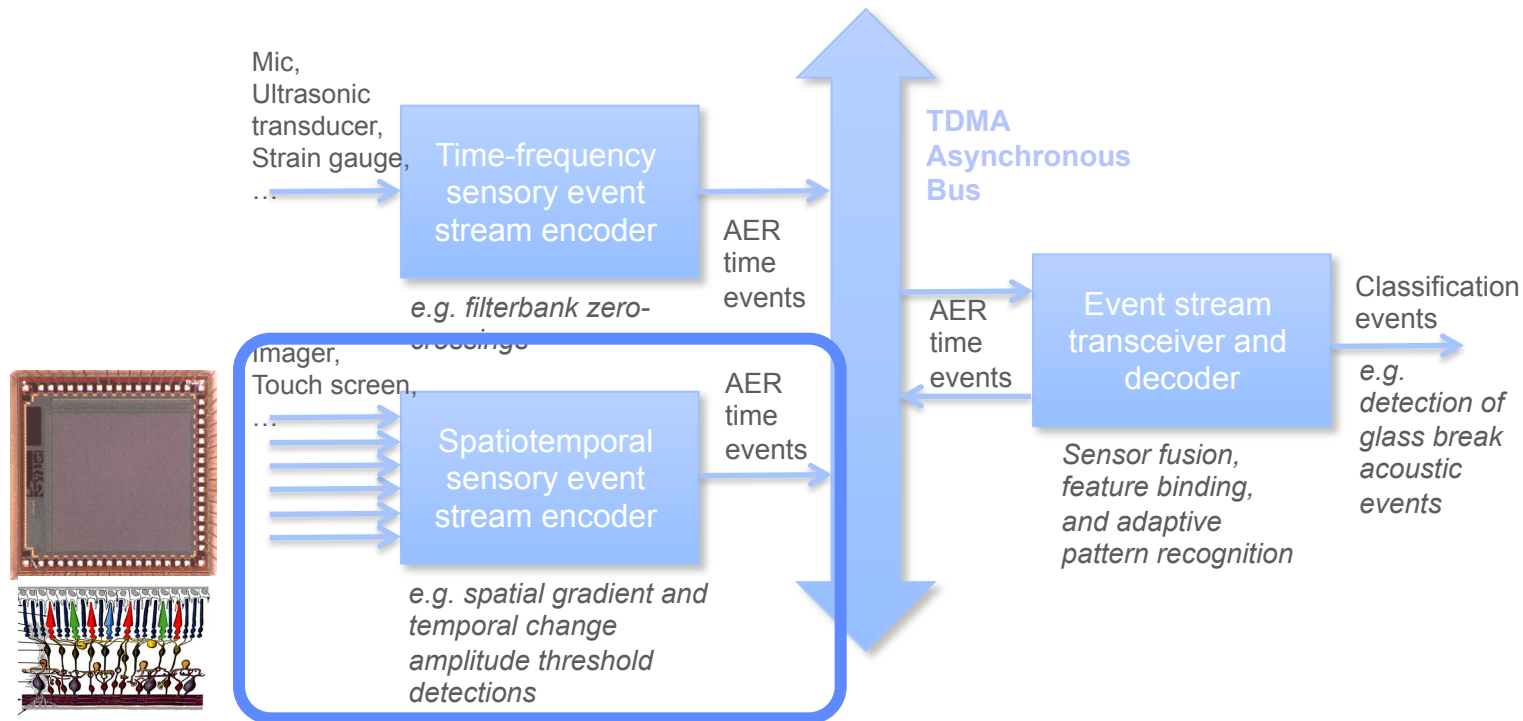 Mic,
Ultrasonic
transducer,
Strain gauge,
…
Time-frequency
sensory event
stream encoder
e.g. filterbank zero-
crossings
AER
time
events
TDMA
Asynchronous
Bus
Imager,
Touch screen,
…
Spatiotemporal
sensory event
stream encoder
e.g. spatial gradient and
temporal change
amplitude threshold
detections
AER
time
events
AER
time
events
Event stream
transceiver and
decoder
Sensor fusion,
feature binding,
and adaptive
pattern recognition
Classification
events
e.g.
detection of
glass break
acoustic
events